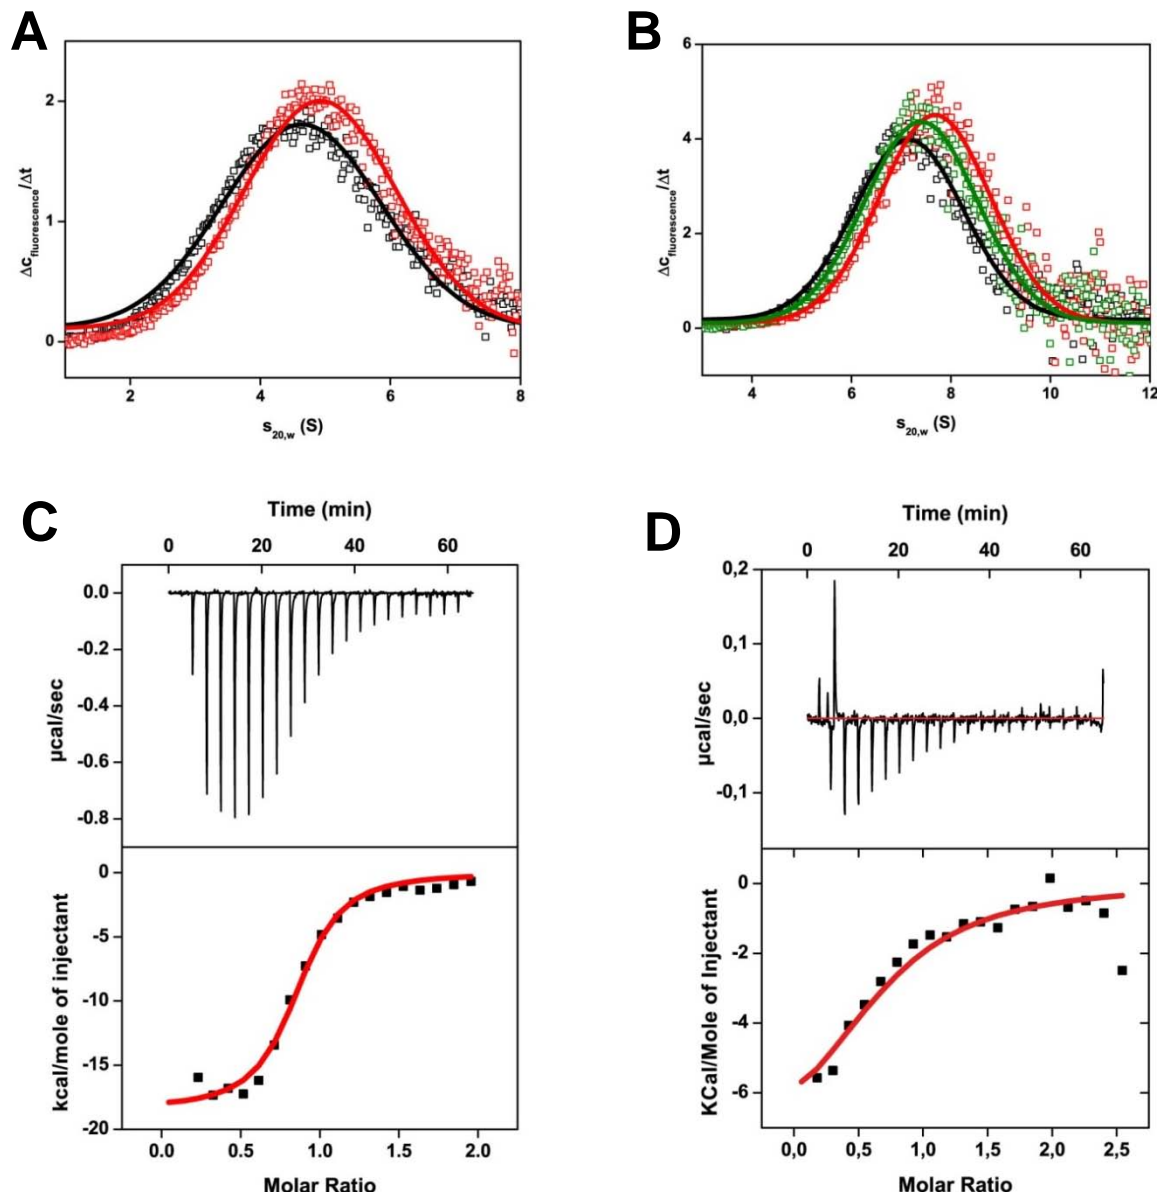 A
2
1
0
Δc_fluorescence/Δt
2 4 6 8
s_20,w (S)
B
6
4
2
0
Δc_fluorescence/Δt
4 6 8 10 12
s_20,w (S)
C
Time (min)
0 20 40 60
0.0
-0.2
-0.4
-0.6
-0.8
µcal/sec
0
-5
-10
-15
-20
kcal/mole of injectant
0.0 0.5 1.0 1.5 2.0
Molar Ratio
D
Time (min)
0 20 40 60
0,2
0,1
0,0
-0,1
µcal/sec
0
-2
-4
-6
KCal/Mole of Injectant
0,0 0,5 1,0 1,5 2,0 2,5
Molar Ratio